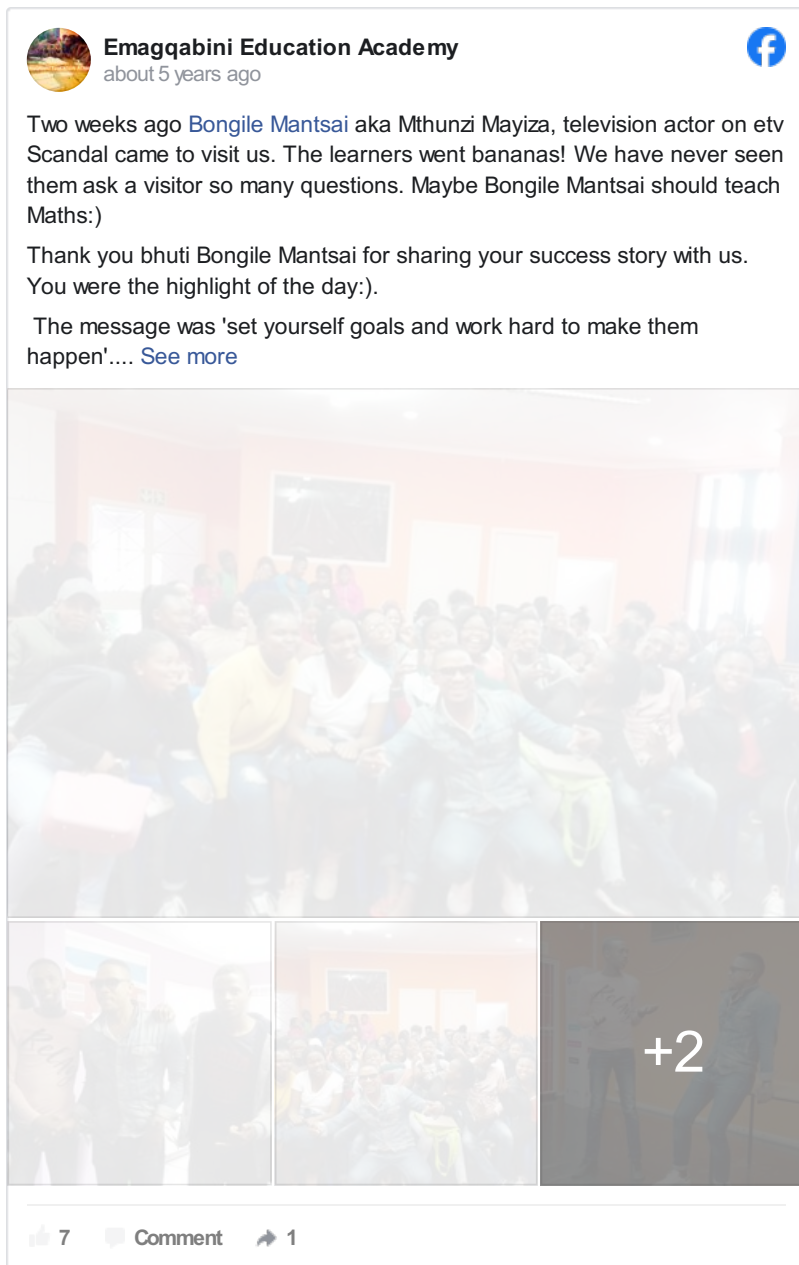 Emagqabini Education Academy
about 5 years ago
Two weeks ago Bongile Mantsai aka Mthunzi Mayiza, television actor on etv
Scandal came to visit us. The learners went bananas! We have never seen
them ask a visitor so many questions. Maybe Bongile Mantsai should teach
Maths:)
Thank you bhuti Bongile Mantsai for sharing your success story with us.
You were the highlight of the day:).
The message was 'set yourself goals and work hard to make them
happen'.... See more
+2
7 Comment 1